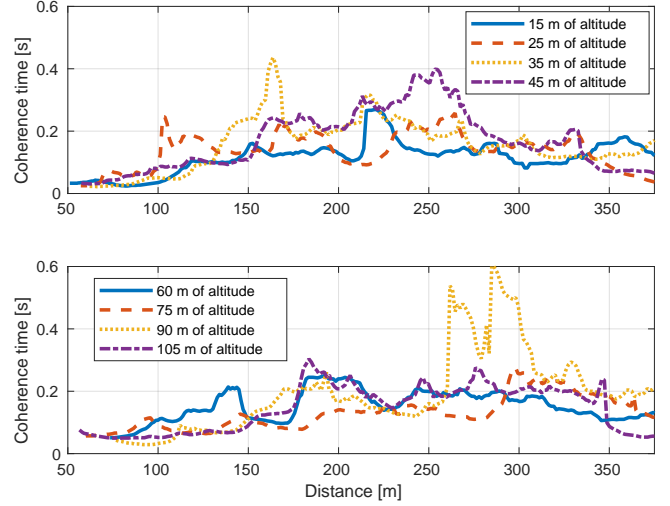 0.6
0.4
0.2
0
Coherence time [s]
15 m of altitude
25 m of altitude
35 m of altitude
45 m of altitude
50 100 150 200 250 300 350
0.6
0.4
0.2
0
Coherence time [s]
60 m of altitude
75 m of altitude
90 m of altitude
105 m of altitude
50 100 150 200 250 300 350
Distance [m]